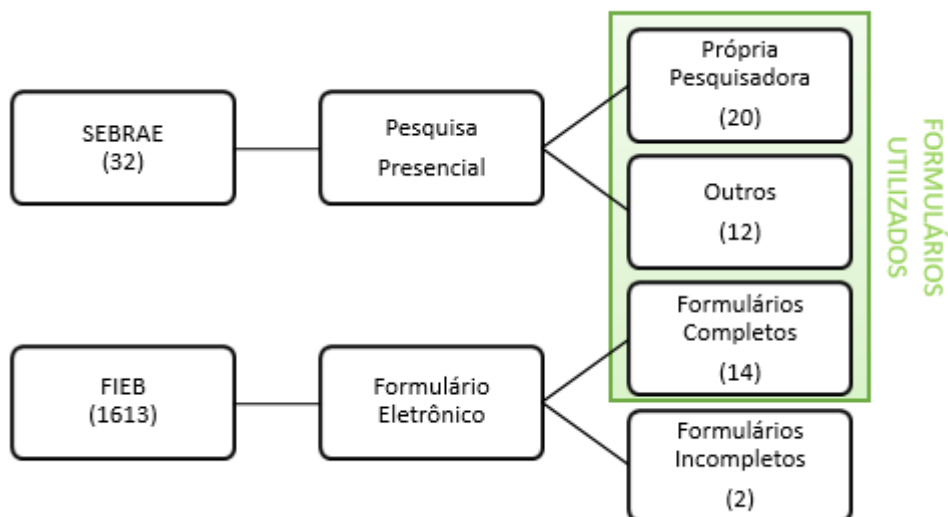 SEBRAE
(32)
Pesquisa
Presencial
Própria
Pesquisadora
(20)
Outros
(12)
FIEB
(1613)
Formulário
Eletrônico
Formulários
Completos
(14)
Formulários
Incompletos
(2)
FORMULÁRIOS
UTILIZADOS